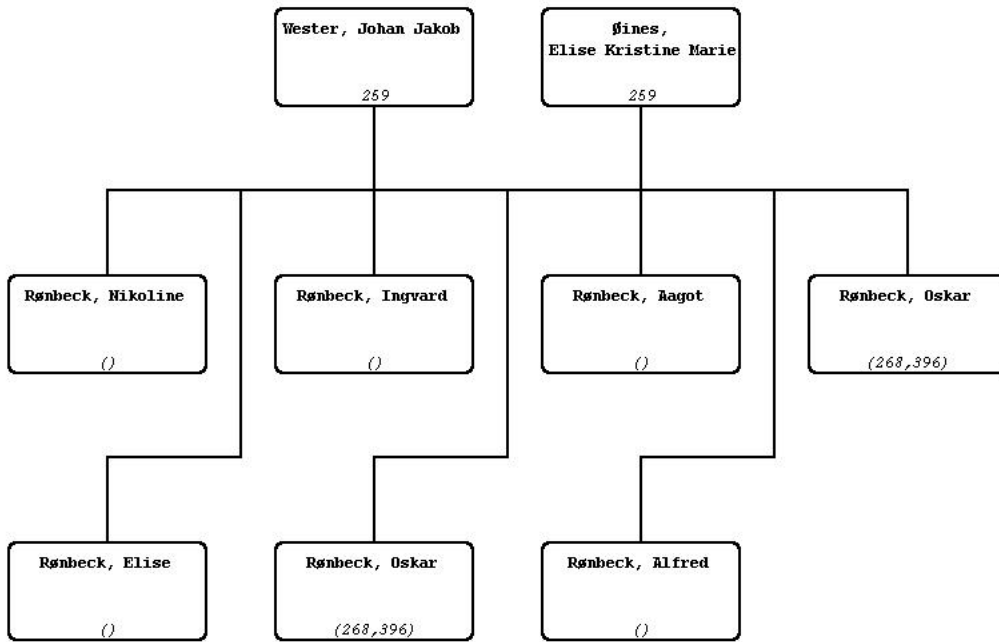 Wester, Johan Jakob
259
Øines,
Elise Kristine Marie
259
Rønbeck, Nikoline
()
Rønbeck, Ingvard
()
Rønbeck, Aagot
()
Rønbeck, Oskar
(268,396)
Rønbeck, Elise
()
Rønbeck, Oskar
(268,396)
Rønbeck, Alfred
()